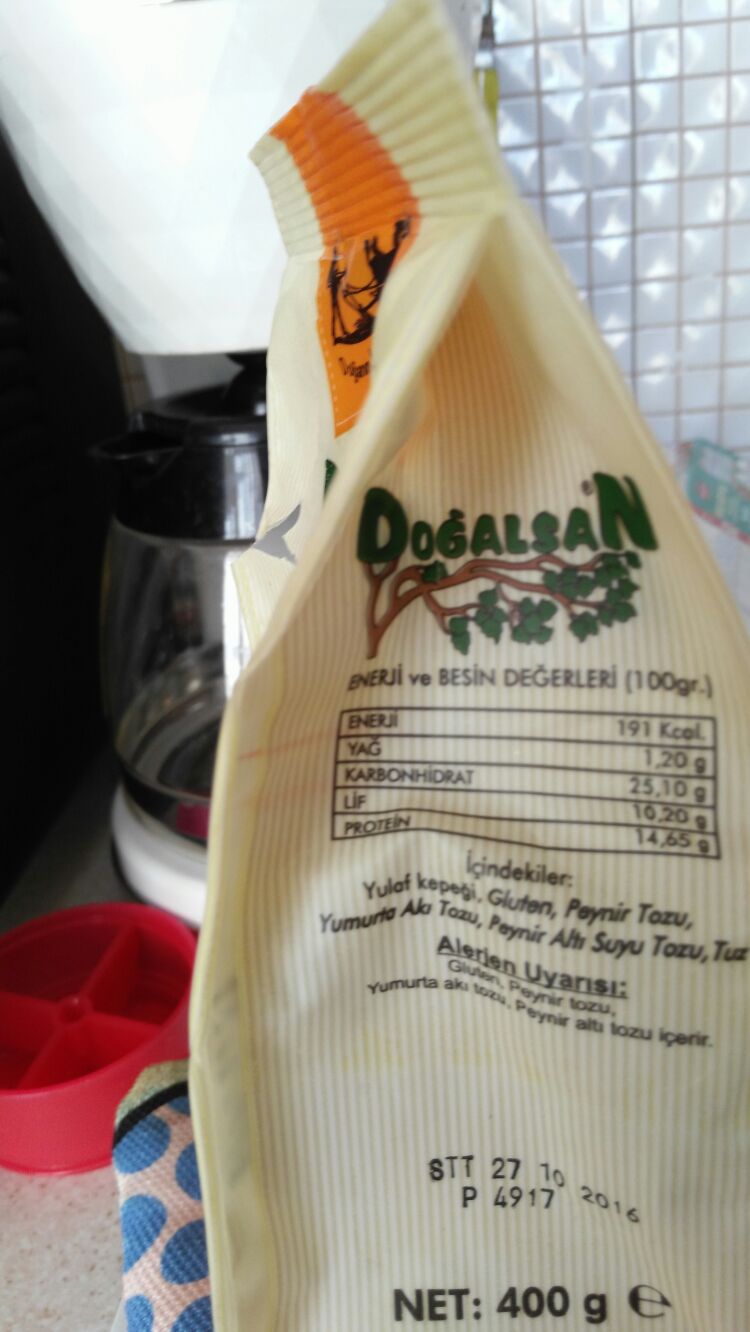 DOĞALSAN
ENERJİ ve BESİN DEĞERLERİ (100gr.)
ENERJİ 191 Kcal.
YAĞ 1,20 g
KARBONHİDRAT 25,10 g
LİF 10,20 g
PROTEİN 14,65 g
İçindekiler:
Yulaf kepeği, Gluten, Peynir Tozu,
Yumurta Akı Tozu, Peynir Altı Suyu Tozu, Tuz
Alerjen Uyarısı:
Gluten, Peynir tozu,
Yumurta akı tozu, Peynir altı tozu içerir.
STT 27 10 2016
P 4917
NET: 400 g ℮